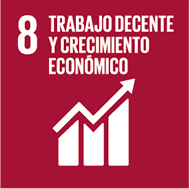 8 TRABAJO DECENTE
Y CRECIMIENTO
ECONÓMICO